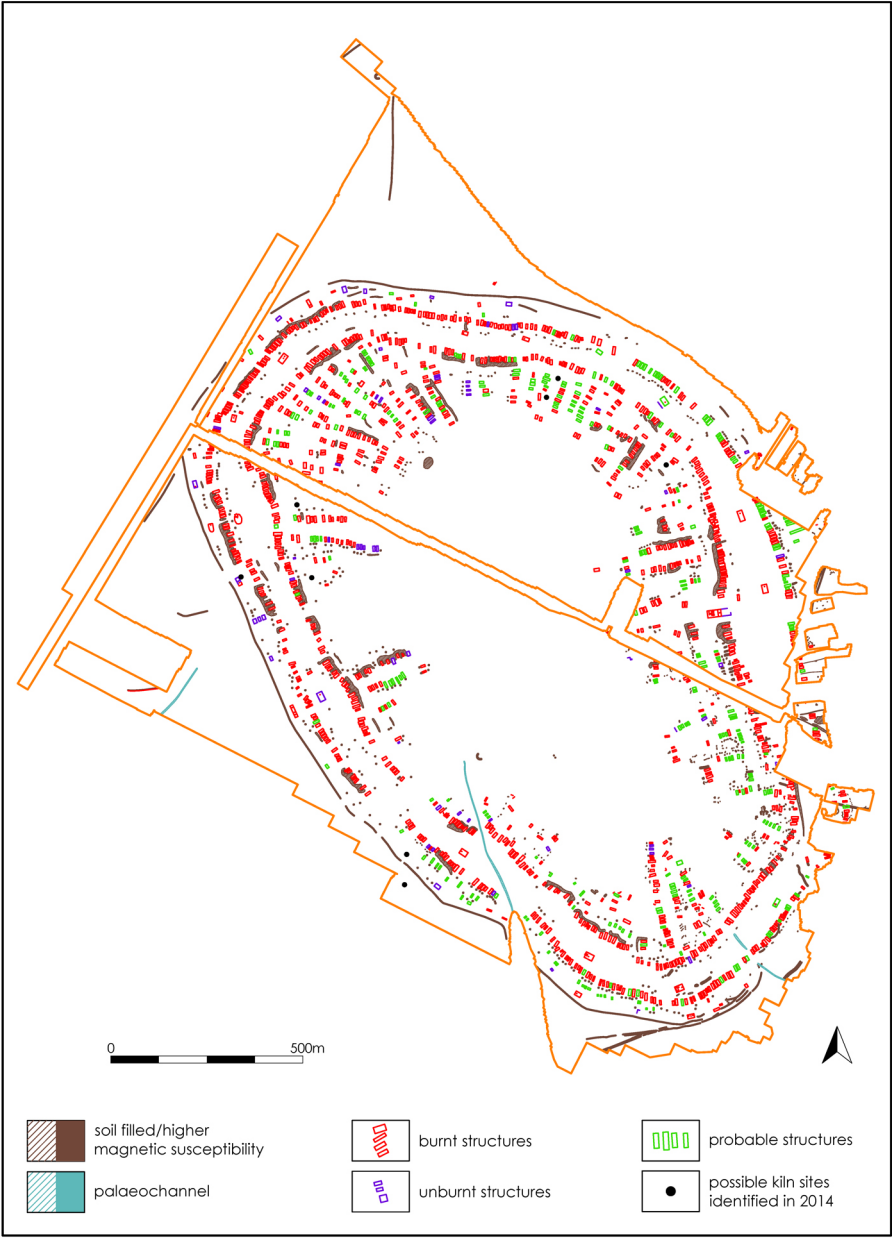 0
500m
soil filled/higher
magnetic susceptibility
burnt structures
probable structures
palaeochannel
unburnt structures
possible kiln sites
identified in 2014